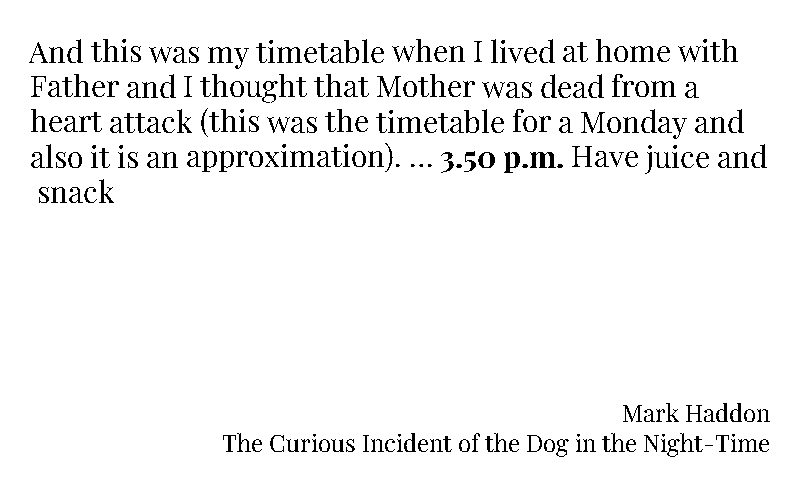 And this was my timetable when I lived at home with
Father and I thought that Mother was dead from a
heart attack (this was the timetable for a Monday and
also it is an approximation). ... 3.50 p.m. Have juice and
snack
Mark Haddon
The Curious Incident of the Dog in the Night-Time